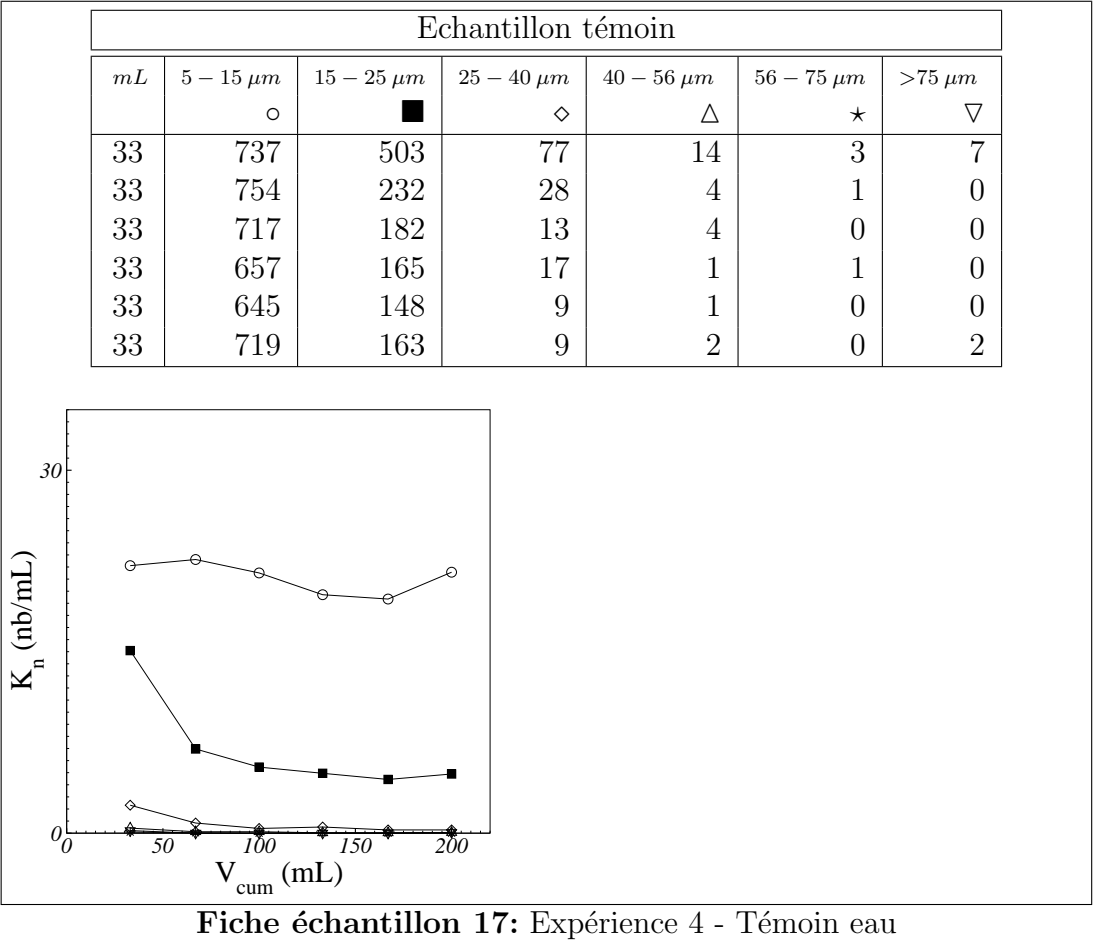 Echantillon témoin
mL 5 – 15 μm 15 – 25 μm 25 – 40 μm 40 – 56 μm 56 – 75 μm >75 μm
○ ■ ◇ △ ⋆ ▽
33 737 503 77 14 3 7
33 754 232 28 4 1 0
33 717 182 13 4 0 0
33 657 165 17 1 1 0
33 645 148 9 1 0 0
33 719 163 9 2 0 2
30
K_n (nb/mL)
0
0 50 100 150 200
V_cum (mL)
Fiche échantillon 17: Expérience 4 - Témoin eau